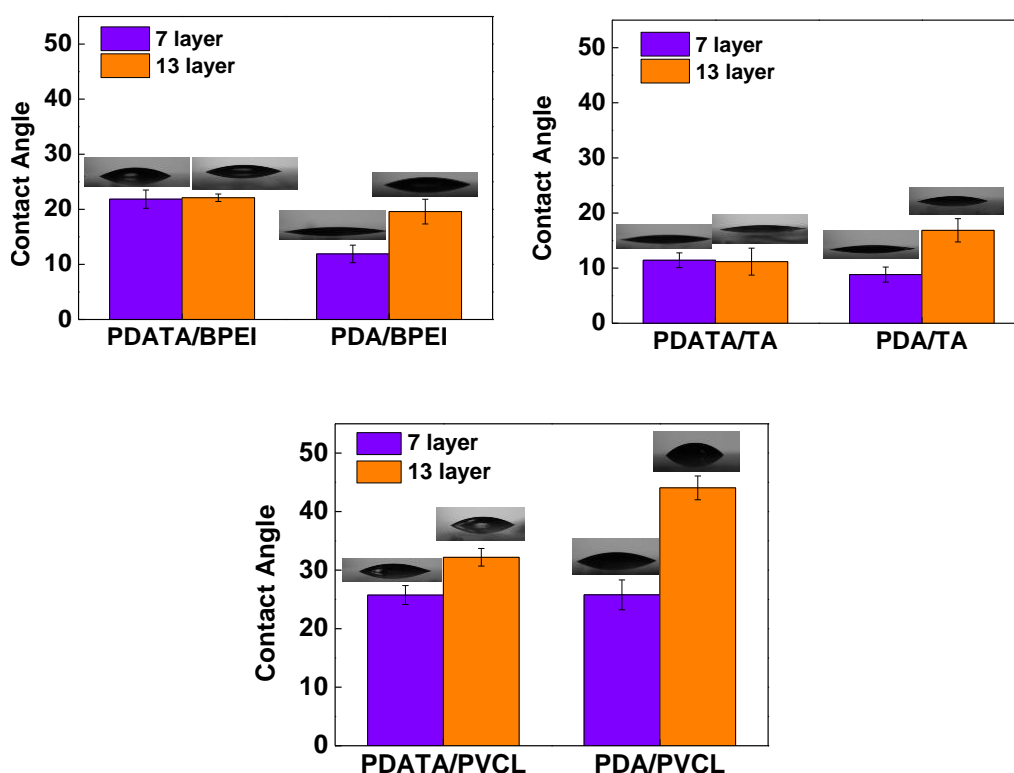 50
40
30
20
10
0
Contact Angle
7 layer
13 layer
PDATA/BPEI
PDA/BPEI
50
40
30
20
10
0
Contact Angle
7 layer
13 layer
PDATA/TA
PDA/TA
50
40
30
20
10
0
Contact Angle
7 layer
13 layer
PDATA/PVCL
PDA/PVCL